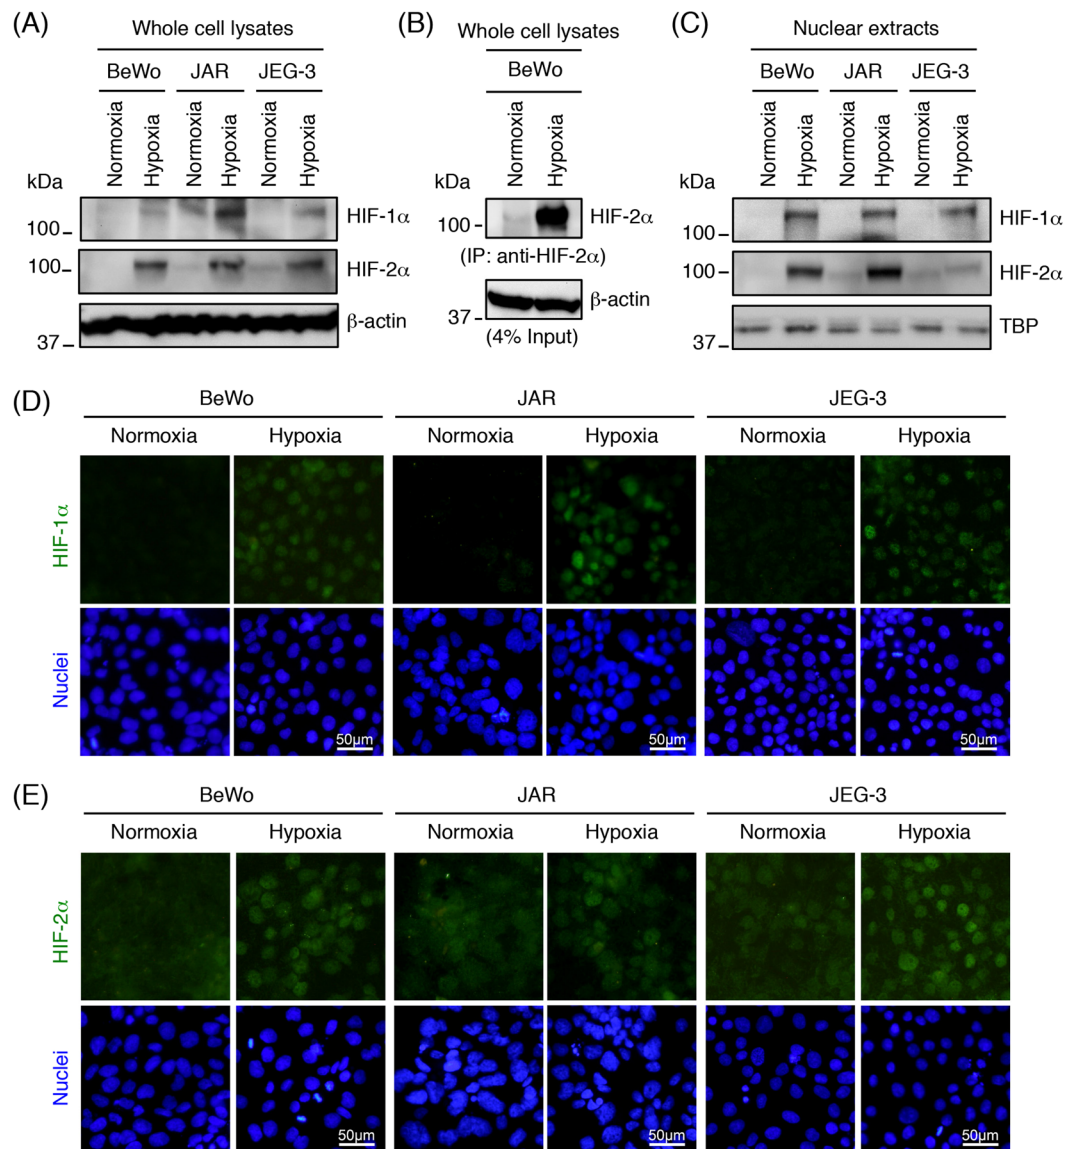 (A)
Whole cell lysates
BeWo JAR JEG-3
Normoxia Hypoxia Normoxia Hypoxia Normoxia Hypoxia
kDa
100 HIF-1α
100 HIF-2α
37 β-actin
(B)
Whole cell lysates
BeWo
Normoxia Hypoxia
kDa
100 HIF-2α
(IP: anti-HIF-2α)
37 β-actin
(4% Input)
(C)
Nuclear extracts
BeWo JAR JEG-3
Normoxia Hypoxia Normoxia Hypoxia Normoxia Hypoxia
kDa
100 HIF-1α
100 HIF-2α
37 TBP
(D)
BeWo JAR JEG-3
Normoxia Hypoxia Normoxia Hypoxia Normoxia Hypoxia
HIF-1α
Nuclei
50μm 50μm 50μm
(E)
BeWo JAR JEG-3
Normoxia Hypoxia Normoxia Hypoxia Normoxia Hypoxia
HIF-2α
Nuclei
50μm 50μm 50μm